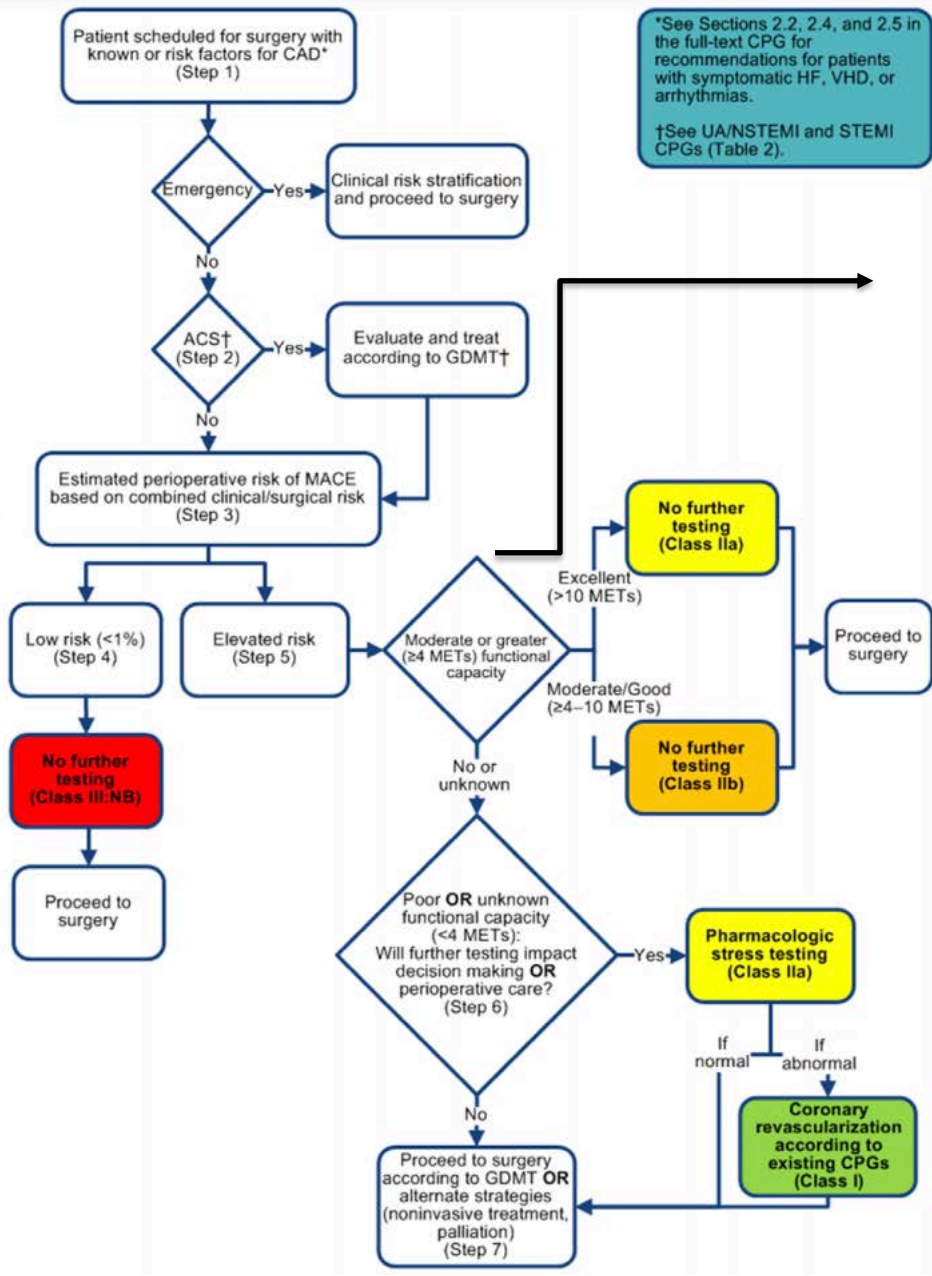 Patient scheduled for surgery with
known or risk factors for CAD*
(Step 1)
*See Sections 2.2, 2.4, and 2.5 in
the full-text CPG for
recommendations for patients
with symptomatic HF, VHD, or
arrhythmias.
†See UA/NSTEMI and STEMI
CPGs (Table 2).
Emergency
Yes
Clinical risk stratification
and proceed to surgery
No
ACS†
(Step 2)
Yes
Evaluate and treat
according to GDMT†
No
Estimated perioperative risk of MACE
based on combined clinical/surgical risk
(Step 3)
Low risk (<1%)
(Step 4)
Elevated risk
(Step 5)
Moderate or greater
(≥4 METs) functional
capacity
Excellent
(>10 METs)
No further
testing
(Class IIa)
Moderate/Good
(≥4–10 METs)
No further
testing
(Class IIb)
Proceed to
surgery
No further
testing
(Class III:NB)
Proceed to
surgery
No or
unknown
Poor OR unknown
functional capacity
(<4 METs):
Will further testing impact
decision making OR
perioperative care?
(Step 6)
Yes
Pharmacologic
stress testing
(Class IIa)
If
normal
If
abnormal
Coronary
revascularization
according to
existing CPGs
(Class I)
No
Proceed to surgery
according to GDMT OR
alternate strategies
(noninvasive treatment,
palliation)
(Step 7)